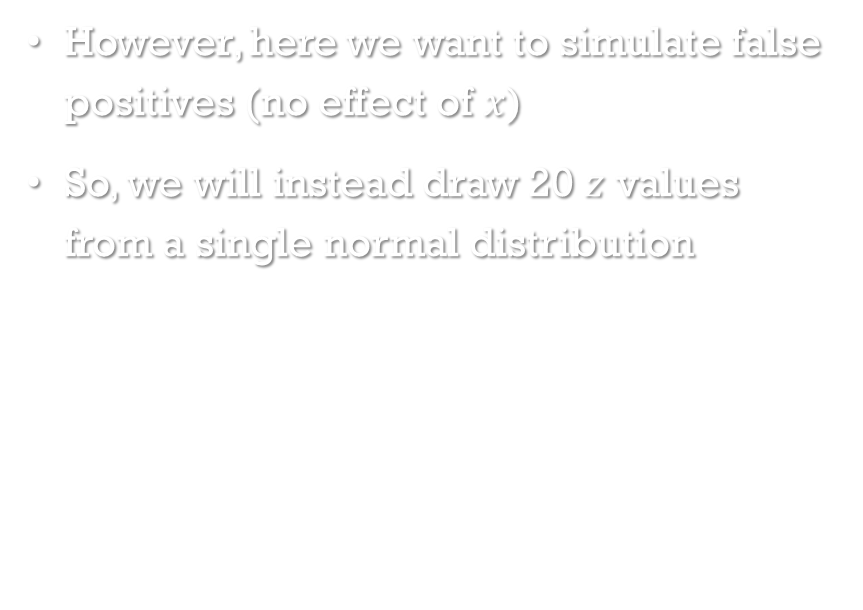 • However, here we want to simulate false
positives (no effect of x)
• So, we will instead draw 20 z values
from a single normal distribution